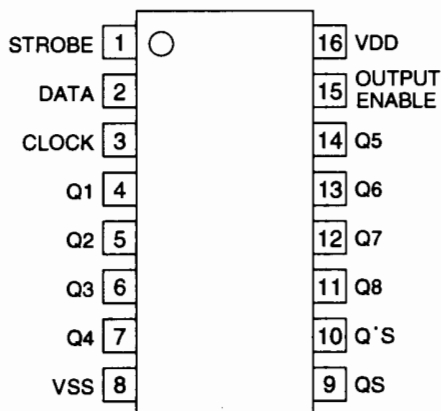 STROBE 1 16 VDD
DATA 2 15 OUTPUT ENABLE
CLOCK 3 14 Q5
Q1 4 13 Q6
Q2 5 12 Q7
Q3 6 11 Q8
Q4 7 10 Q'S
VSS 8 9 QS